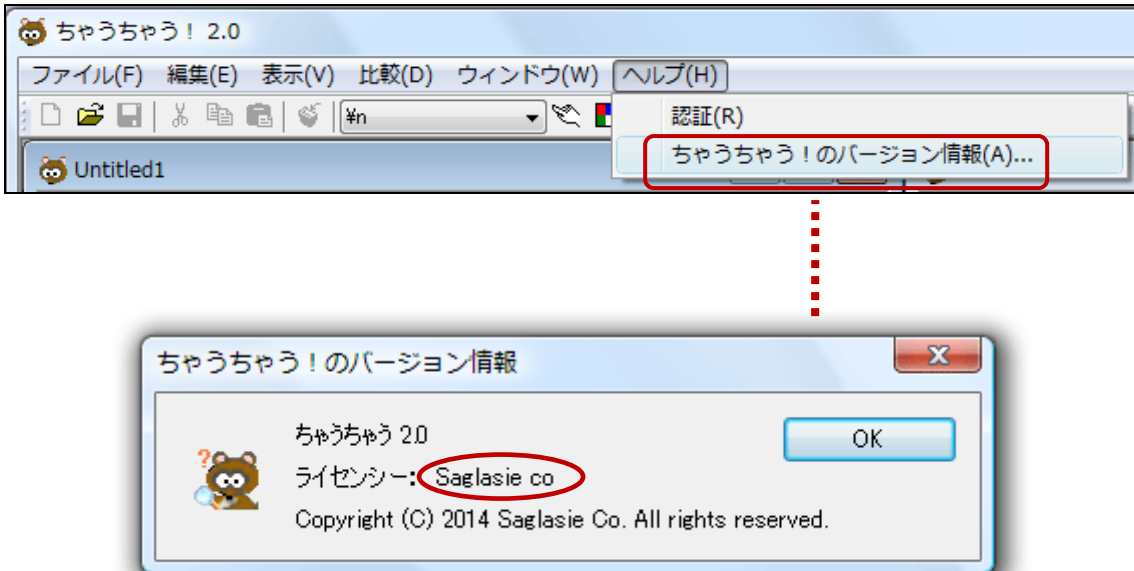 ちゃうちゃう！ 2.0
ファイル(F) 編集(E) 表示(V) 比較(D) ウィンドウ(W) ヘルプ(H)
¥n
認証(R)
ちゃうちゃう！のバージョン情報(A)...
Untitled1
ちゃうちゃう！のバージョン情報
ちゃうちゃう 2.0
OK
ライセンシー: Saglasie co
Copyright (C) 2014 Saglasie Co. All rights reserved.